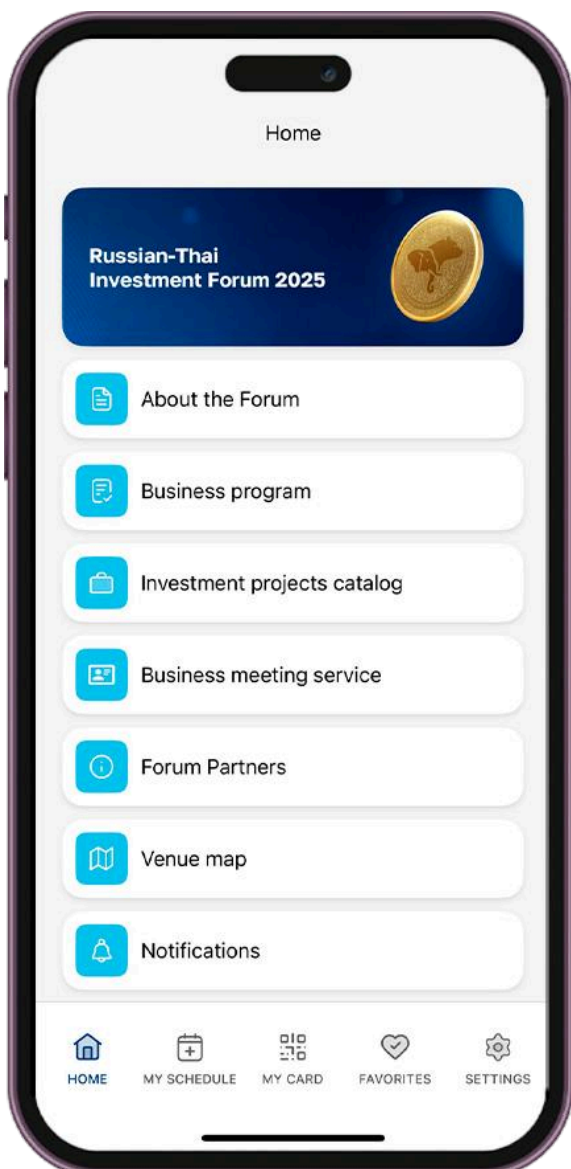 Home
Russian-Thai
Investment Forum 2025
About the Forum
Business program
Investment projects catalog
Business meeting service
Forum Partners
Venue map
Notifications
HOME
MY SCHEDULE
MY CARD
FAVORITES
SETTINGS